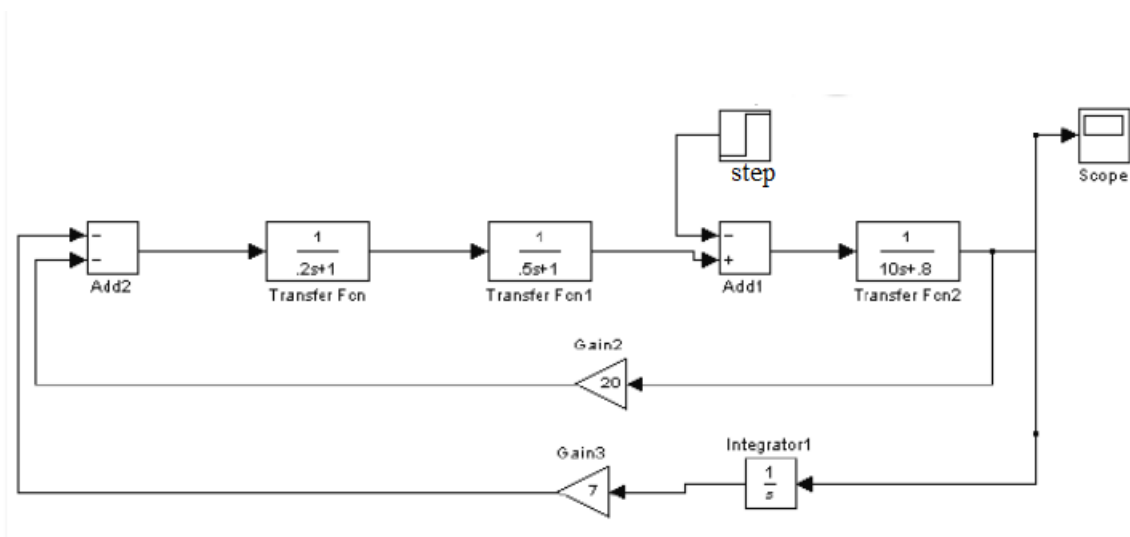 step
Scope
−
−
Add2
1
.2s+1
Transfer Fcn
1
.5s+1
Transfer Fcn1
−
+
Add1
1
10s+.8
Transfer Fcn2
Gain2
20
Integrator1
1
s
Gain3
7